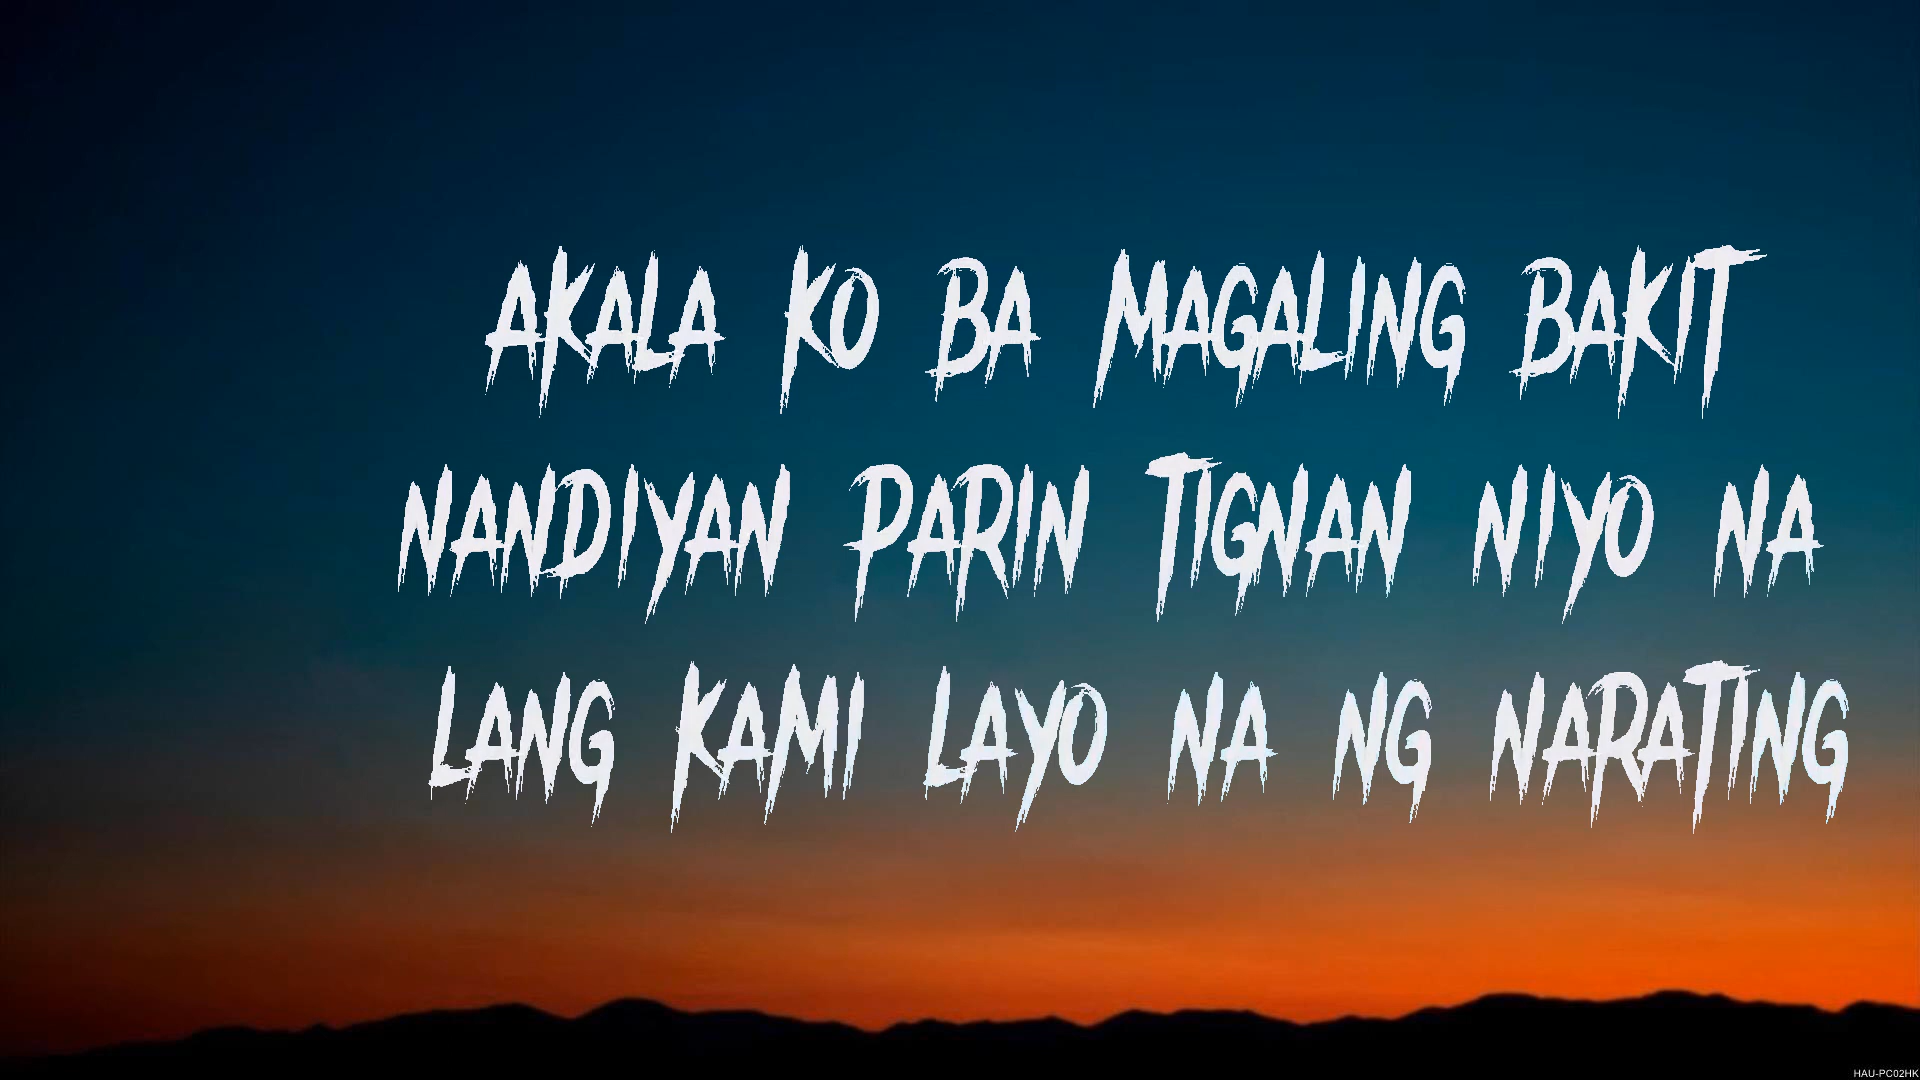 AKALA KO BA MAGALING BAKIT
NANDIYAN PARIN TIGNAN NIYO NA
LANG KAMI LAYO NA NG NARATING
HAU-PC02HK